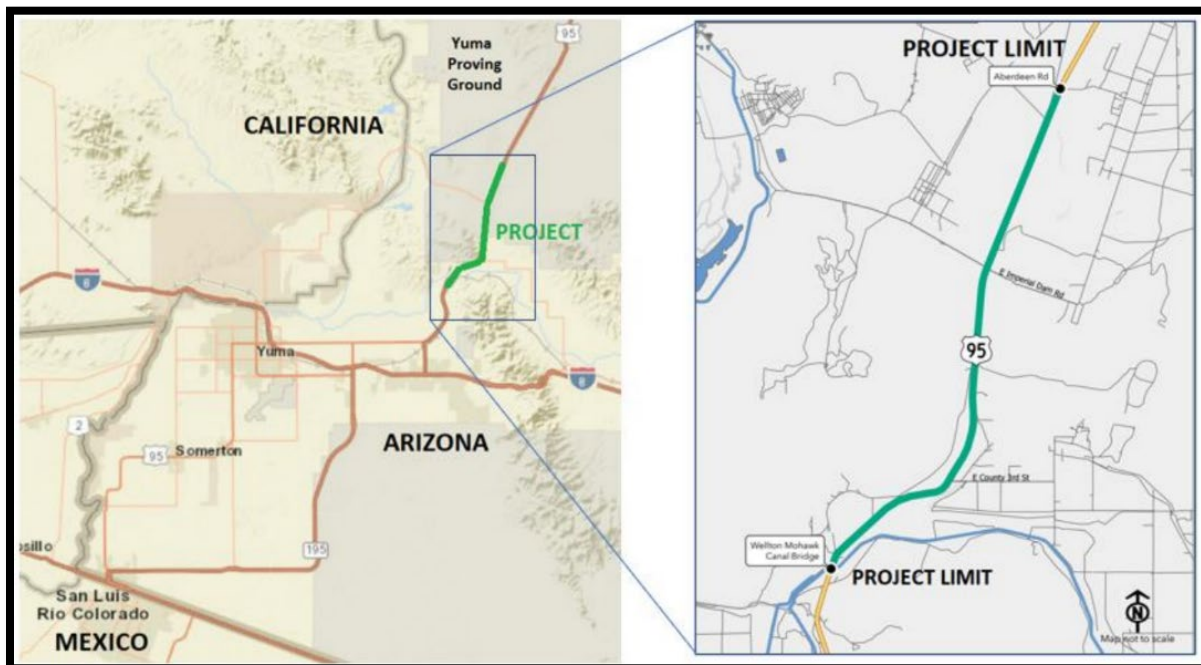 95
Yuma
Proving
Ground
CALIFORNIA
PROJECT
8
Yuma
8
2
ARIZONA
95
Somerton
195
osillo
San Luis
Rio Colorado
MEXICO
PROJECT LIMIT
Aberdeen Rd
E Imperial Dam Rd
95
E County 3rd St
Wellton Mohawk
Canal Bridge
PROJECT LIMIT
N
Map not to scale